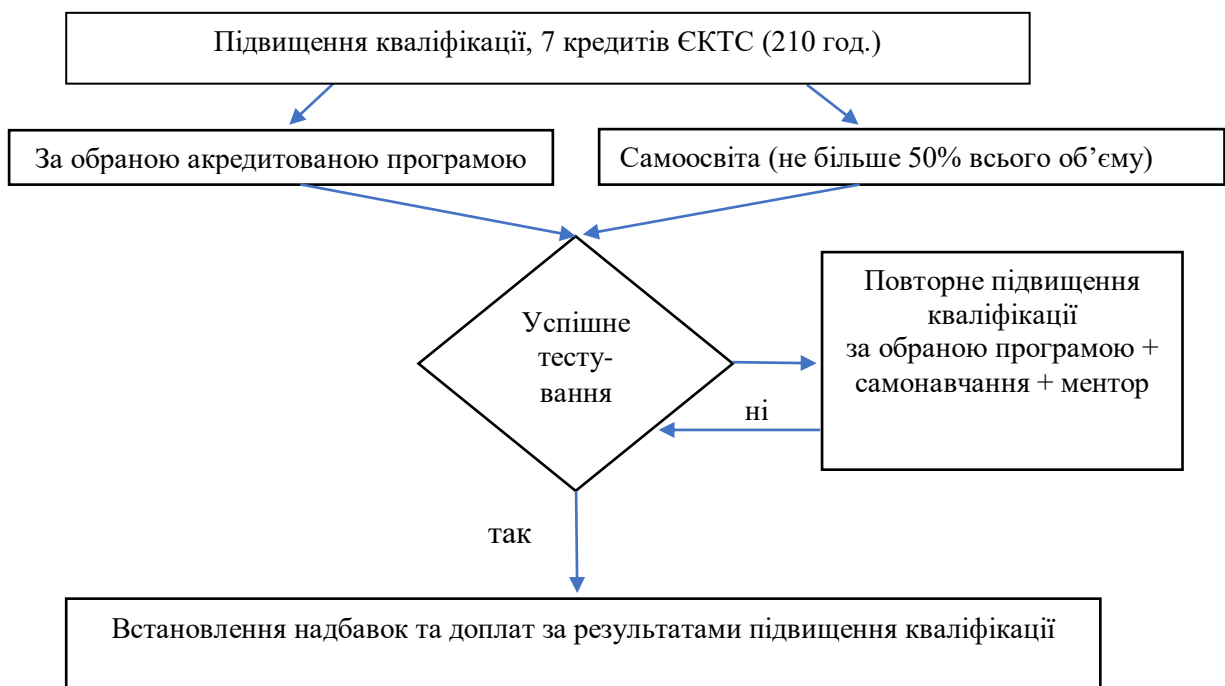 Підвищення кваліфікації, 7 кредитів ЄКТС (210 год.)
За обраною акредитованою програмою
Самоосвіта (не більше 50% всього об’єму)
Успішне
тесту-
вання
Повторне підвищення
кваліфікації
за обраною програмою +
самонавчання + ментор
ні
так
Встановлення надбавок та доплат за результатами підвищення кваліфікації